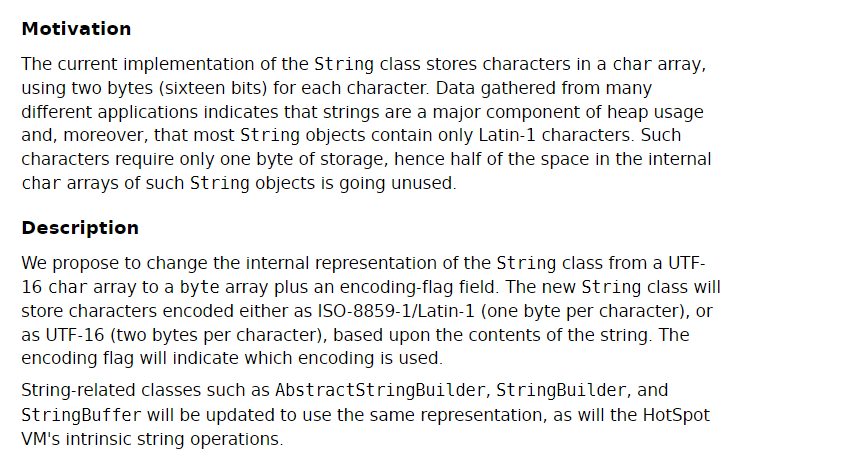 Motivation
The current implementation of the String class stores characters in a char array,
using two bytes (sixteen bits) for each character. Data gathered from many
different applications indicates that strings are a major component of heap usage
and, moreover, that most String objects contain only Latin-1 characters. Such
characters require only one byte of storage, hence half of the space in the internal
char arrays of such String objects is going unused.
Description
We propose to change the internal representation of the String class from a UTF-
16 char array to a byte array plus an encoding-flag field. The new String class will
store characters encoded either as ISO-8859-1/Latin-1 (one byte per character), or
as UTF-16 (two bytes per character), based upon the contents of the string. The
encoding flag will indicate which encoding is used.
String-related classes such as AbstractStringBuilder, StringBuilder, and
StringBuffer will be updated to use the same representation, as will the HotSpot
VM's intrinsic string operations.